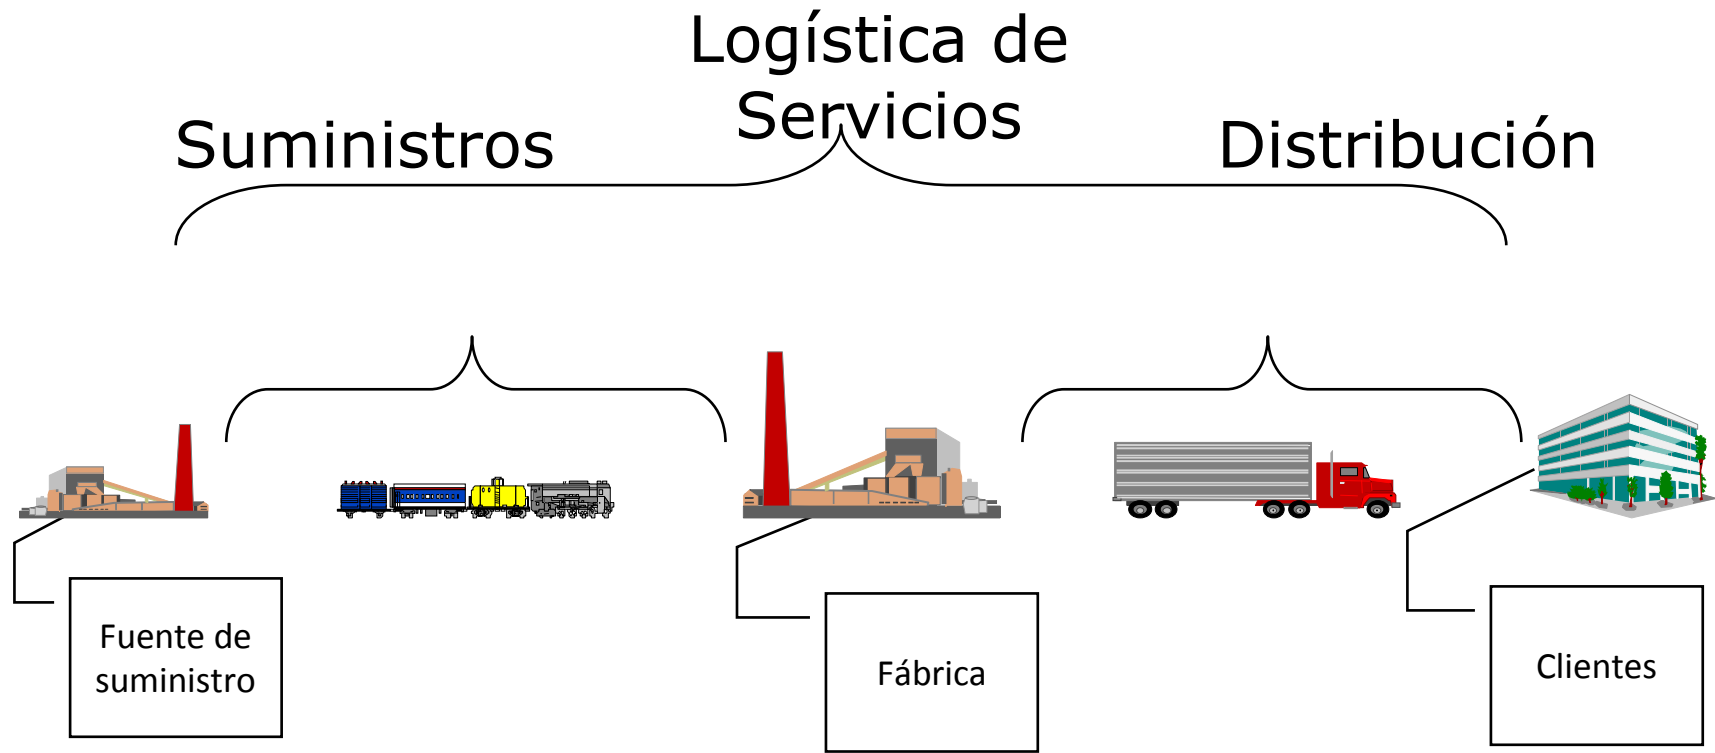 Logística de
Servicios
Suministros
Distribución
Fuente de
suministro
Fábrica
Clientes